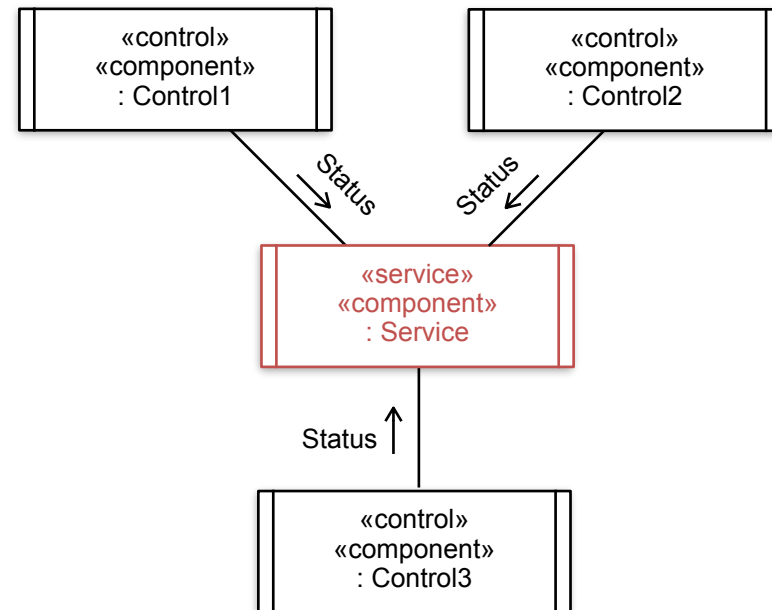 «control»
«component»
: Control1
«control»
«component»
: Control2
Status
Status
«service»
«component»
: Service
Status
«control»
«component»
: Control3